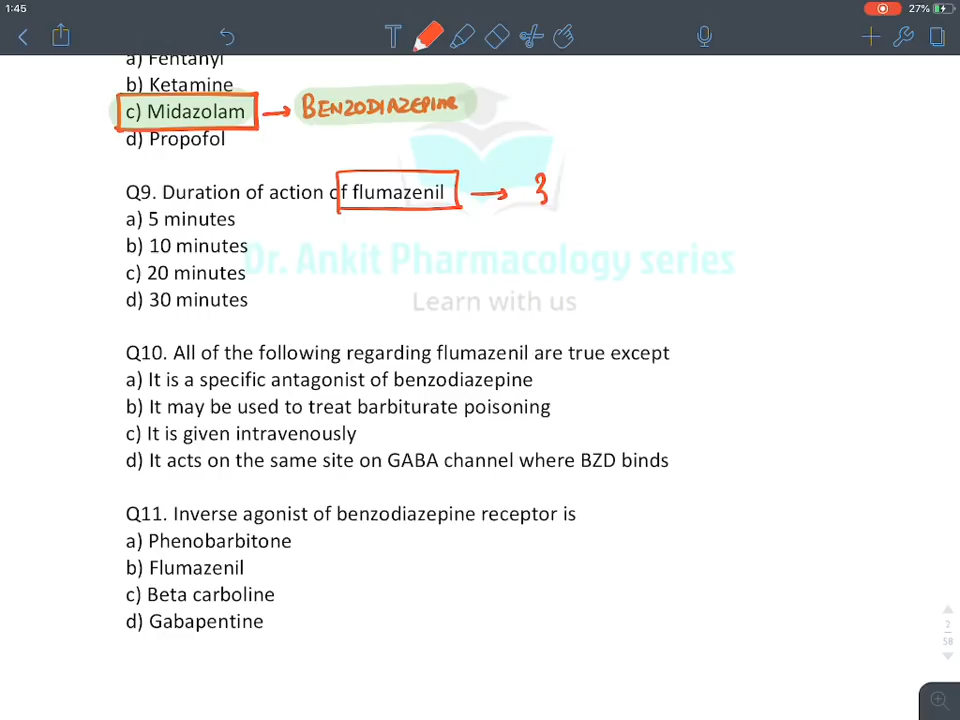 1:45
27%
T
a) Fentanyl
b) Ketamine
c) Midazolam → BENZODIAZEPINE
d) Propofol
Q9. Duration of action of flumazenil → 3
a) 5 minutes
b) 10 minutes
c) 20 minutes
d) 30 minutes
Dr. Ankit Pharmacology series
Learn with us
Q10. All of the following regarding flumazenil are true except
a) It is a specific antagonist of benzodiazepine
b) It may be used to treat barbiturate poisoning
c) It is given intravenously
d) It acts on the same site on GABA channel where BZD binds
Q11. Inverse agonist of benzodiazepine receptor is
a) Phenobarbitone
b) Flumazenil
c) Beta carboline
d) Gabapentine
2
58